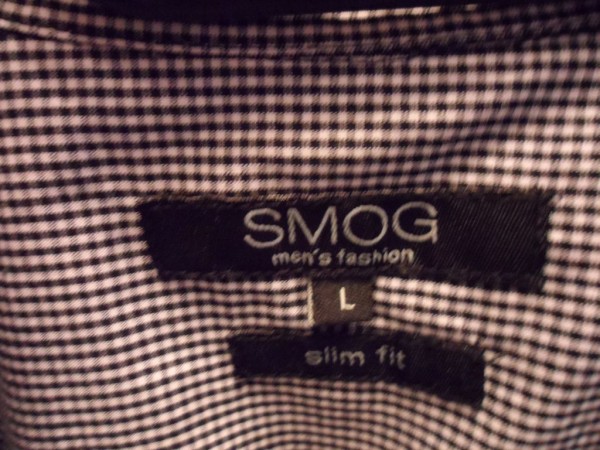 SMOG
men's fashion
L
slim fit